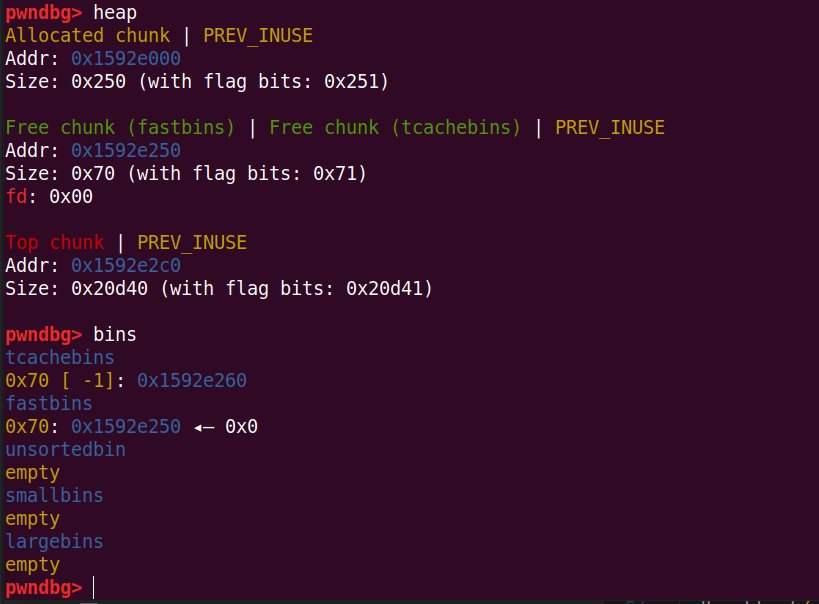 pwndbg> heap
Allocated chunk | PREV_INUSE
Addr: 0x1592e000
Size: 0x250 (with flag bits: 0x251)
Free chunk (fastbins) | Free chunk (tcachebins) | PREV_INUSE
Addr: 0x1592e250
Size: 0x70 (with flag bits: 0x71)
fd: 0x00
Top chunk | PREV_INUSE
Addr: 0x1592e2c0
Size: 0x20d40 (with flag bits: 0x20d41)
pwndbg> bins
tcachebins
0x70 [ -1]: 0x1592e260
fastbins
0x70: 0x1592e250 ◂— 0x0
unsortedbin
empty
smallbins
empty
largebins
empty
pwndbg>